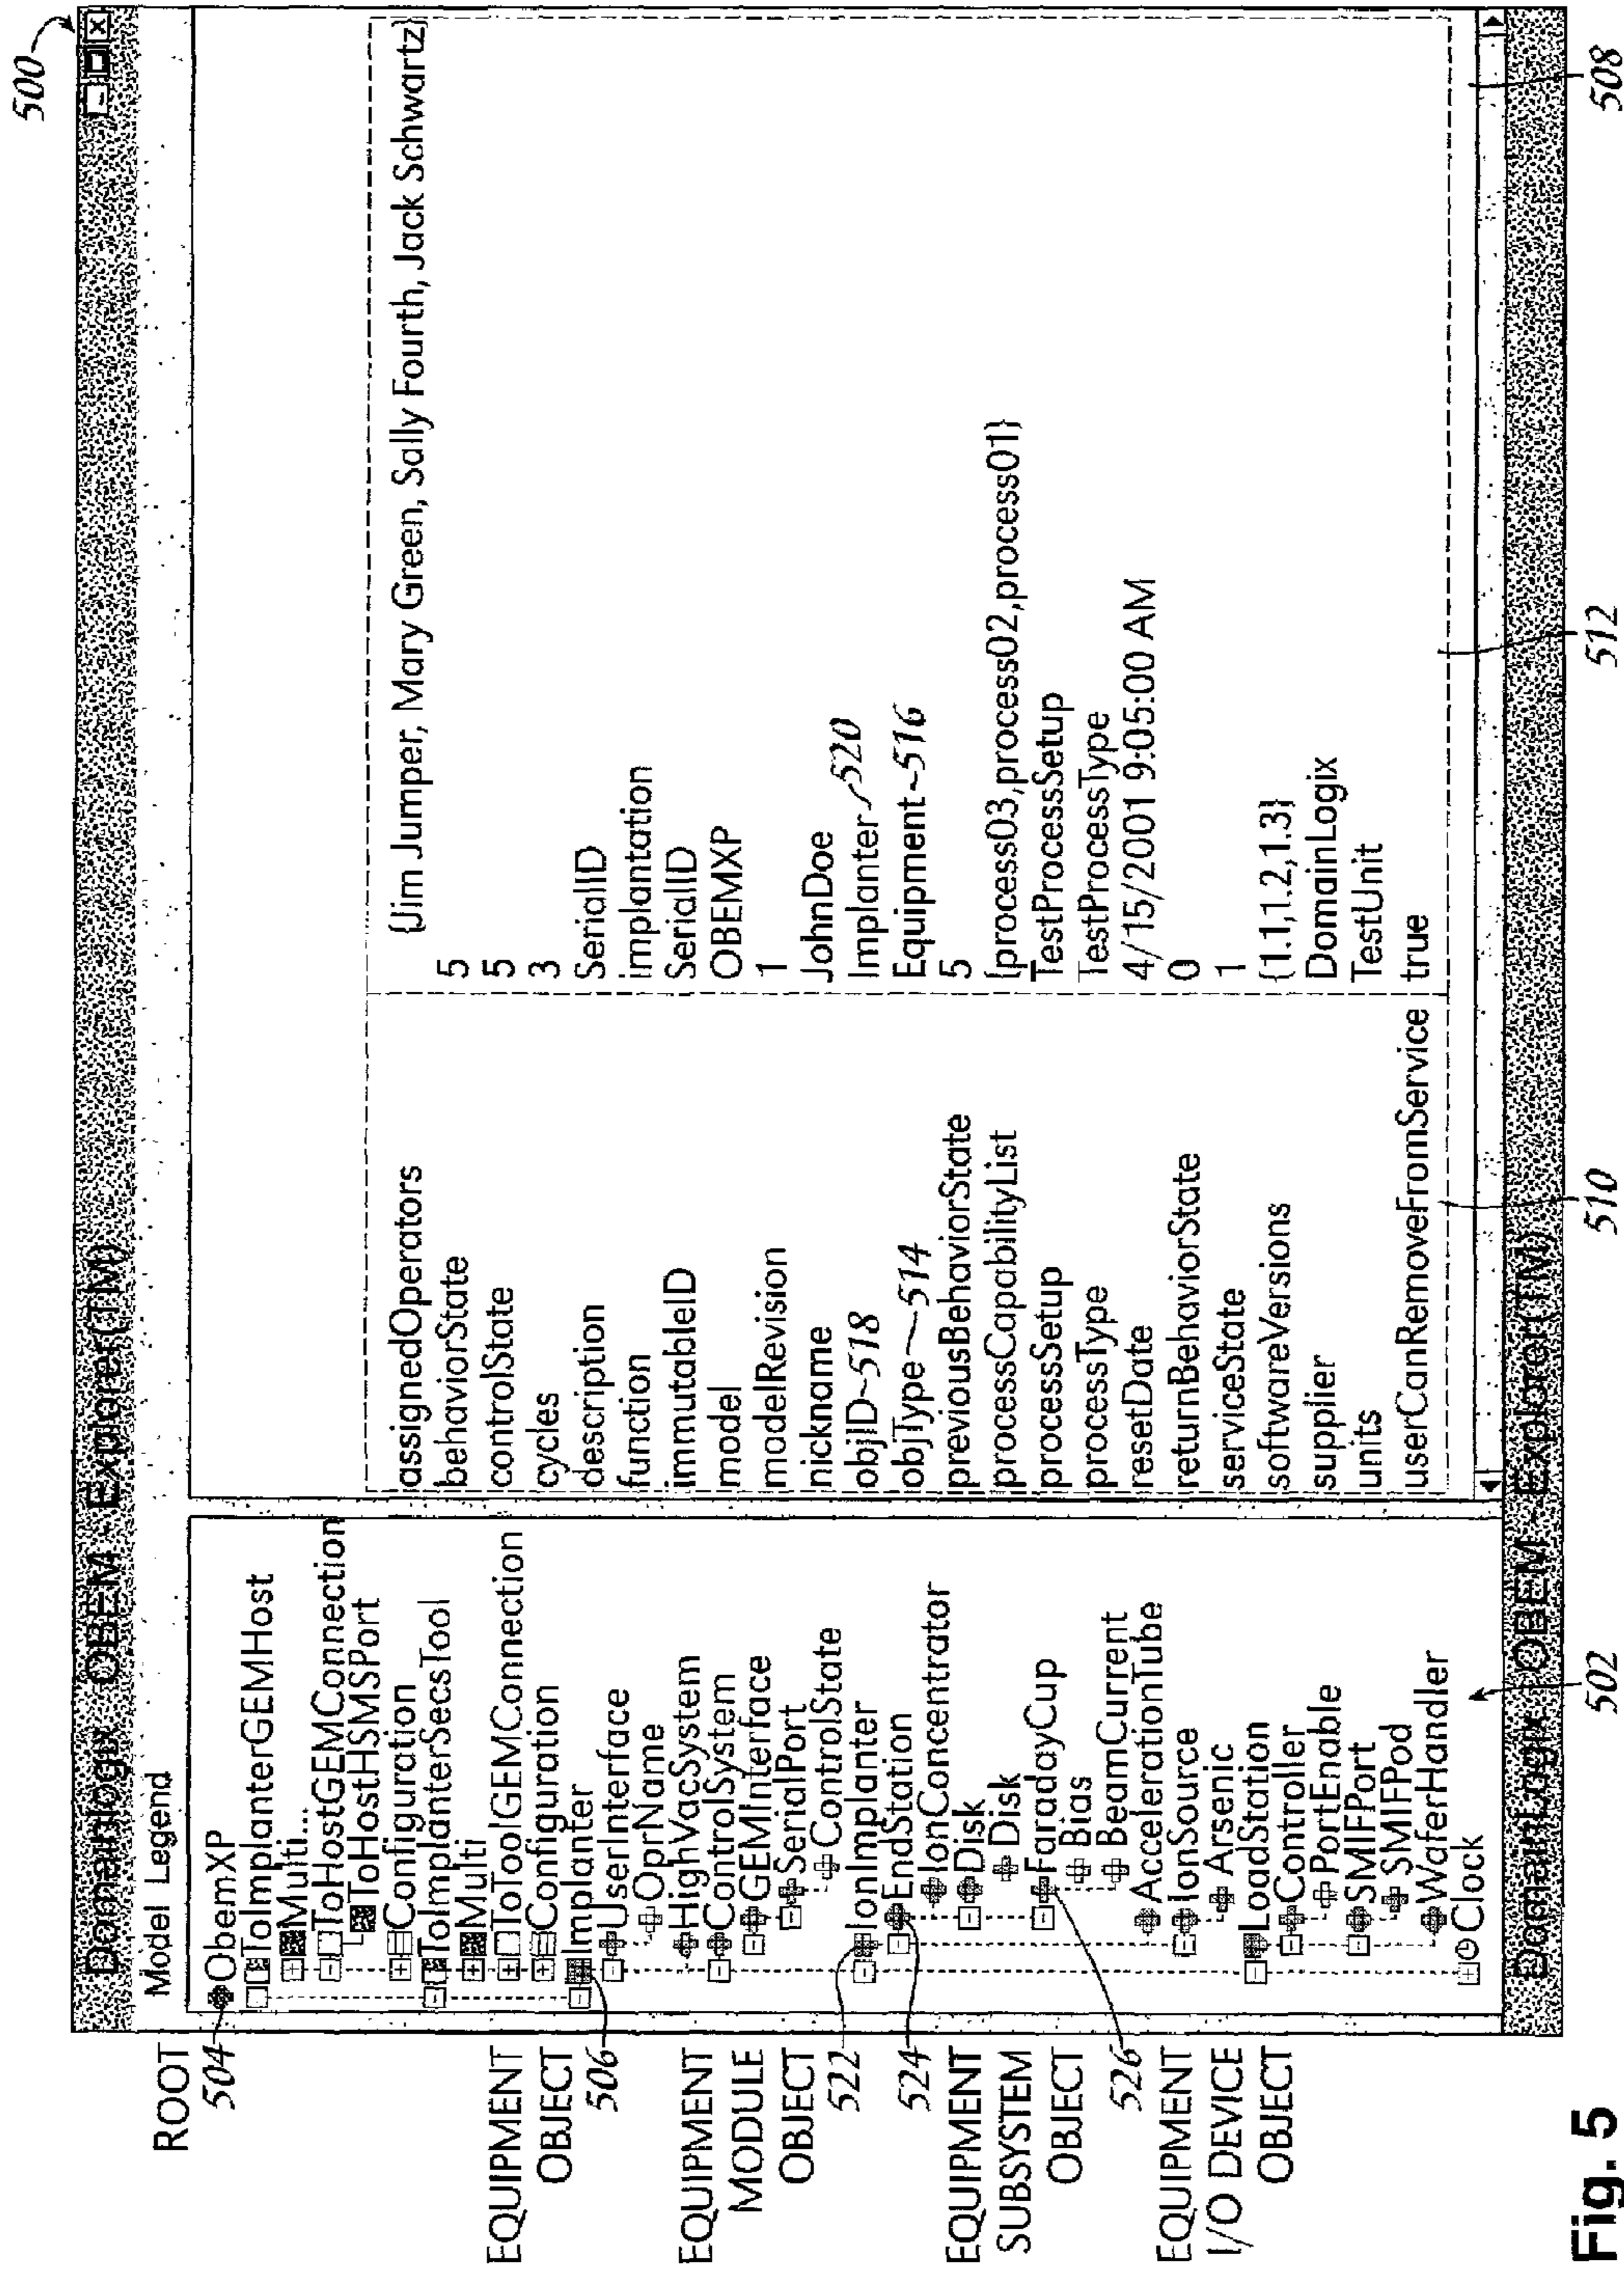 500
DomainLogix OBEM - Explorer(TM)
Model Legend
ROOT
504
ObemXP
ToImplanterGEMHost
Multi...
ToHostGEMConnection
ToHostHSMSPort
Configuration
ToImplanterSecsTool
Multi
ToToolGEMConnection
Configuration
EQUIPMENT
OBJECT
506
Implanter
UserInterface
OprName
HighVacSystem
ControlSystem
GEMInterface
SerialPort
ControlState
EQUIPMENT
MODULE
OBJECT
522
IonImplanter
524
EndStation
IonConcentrator
Disk
Disk
EQUIPMENT
SUBSYSTEM
OBJECT
526
FaradayCup
Bias
BeamCurrent
AccelerationTube
IonSource
Arsenic
EQUIPMENT
I/O DEVICE
OBJECT
LoadStation
Controller
PortEnable
SMIFPort
SMIFPod
WaferHandler
Clock
assignedOperators {Jim Jumper, Mary Green, Sally Fourth, Jack Schwartz}
behaviorState 5
controlState 5
cycles 3
description SerialID
function implantation
immutableID SerialID
model OBEMXP
modelRevision 1
nickname JohnDoe
objID~518 Implanter 520
objType 514 Equipment~516
previousBehaviorState 5
processCapabilityList {process03,process02,process01}
processSetup TestProcessSetup
processType TestProcessType
resetDate 4/15/2001 9:05:00 AM
returnBehaviorState 0
serviceState 1
softwareVersions {1.1,1.2,1.3}
supplier DomainLogix
units TestUnit
userCanRemoveFromService true
DomainLogix OBEM - Explorer(TM)
502
510
512
508
Fig. 5